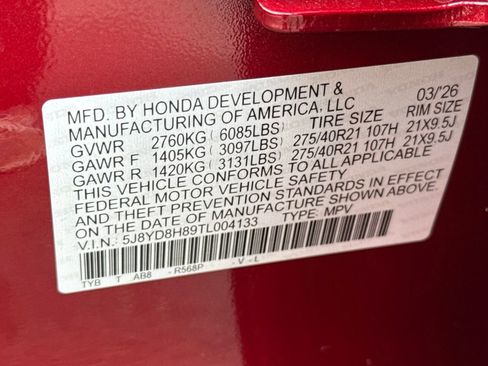 MFD. BY HONDA DEVELOPMENT & 03/'26
MANUFACTURING OF AMERICA, LLC
GVWR 2760KG (6085LBS) TIRE SIZE RIM SIZE
GAWR F 1405KG (3097LBS) 275/40R21 107H 21X9.5J
GAWR R 1420KG (3131LBS) 275/40R21 107H 21X9.5J
THIS VEHICLE CONFORMS TO ALL APPLICABLE
FEDERAL MOTOR VEHICLE SAFETY
AND THEFT PREVENTION STANDARDS IN EFFECT
ON THE DATE OF MANUFACTURE SHOWN ABOVE.
V.I.N.: 5J8YD8H89TL004133 TYPE: MPV
TYB T AB8 - R568P - V - L